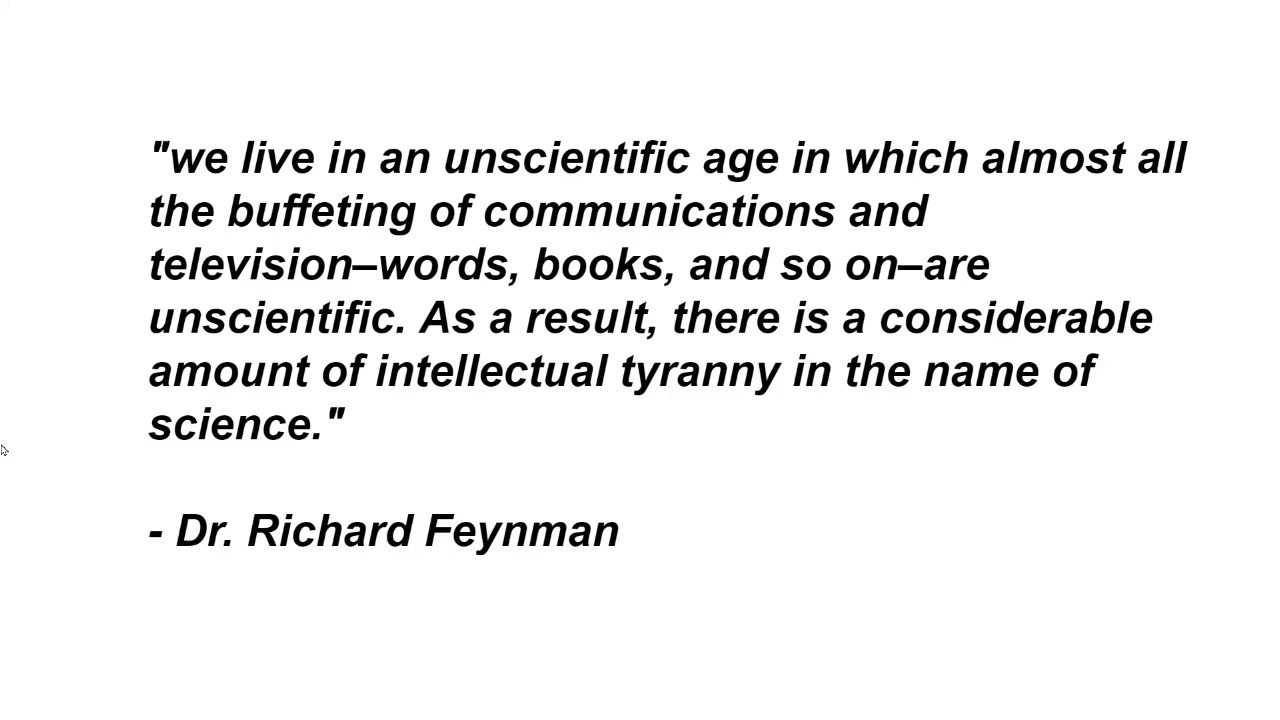 "we live in an unscientific age in which almost all
the buffeting of communications and
television–words, books, and so on–are
unscientific. As a result, there is a considerable
amount of intellectual tyranny in the name of
science."
- Dr. Richard Feynman